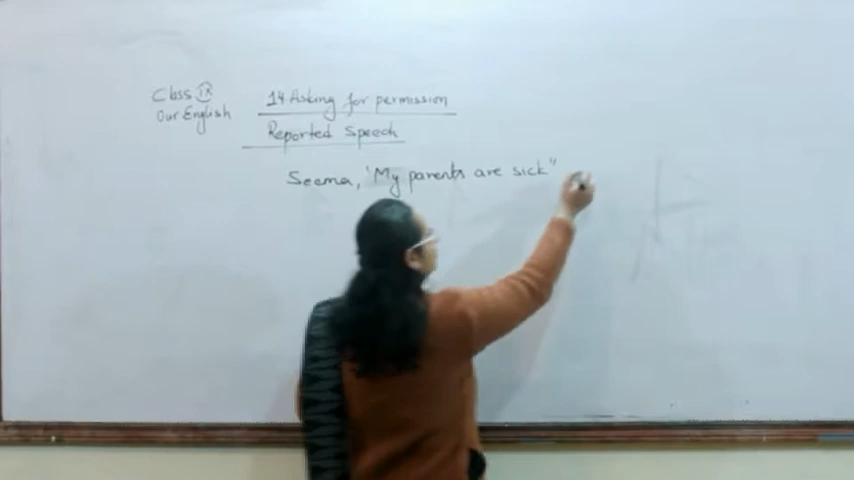 Class IX
Our English
14 Asking for permission
Reported Speech
Seema, 'My parents are sick"